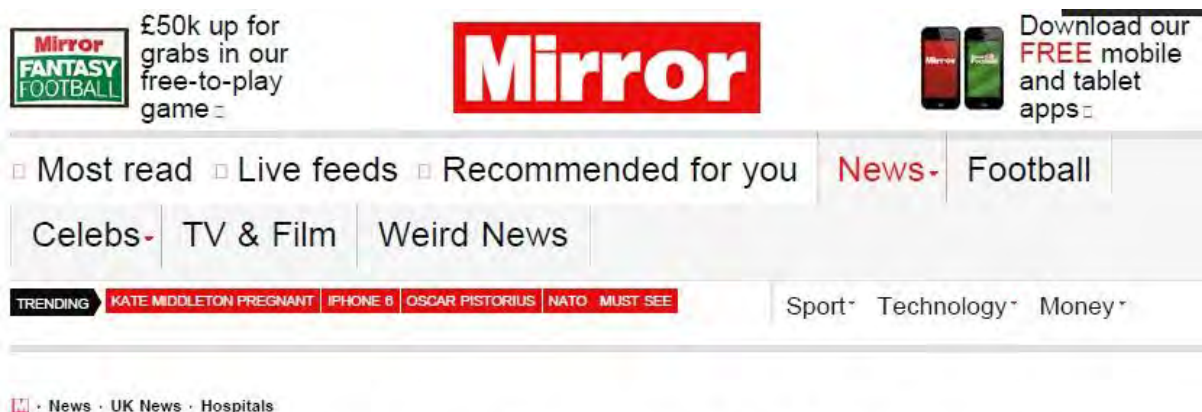 Mirror
FANTASY
FOOTBALL
£50k up for
grabs in our
free-to-play
game
Mirror
Download our
FREE mobile
and tablet
apps
Most read Live feeds Recommended for you News Football
Celebs TV & Film Weird News
TRENDING KATE MIDDLETON PREGNANT IPHONE 6 OSCAR PISTORIUS NATO MUST SEE Sport Technology Money
M · News · UK News · Hospitals